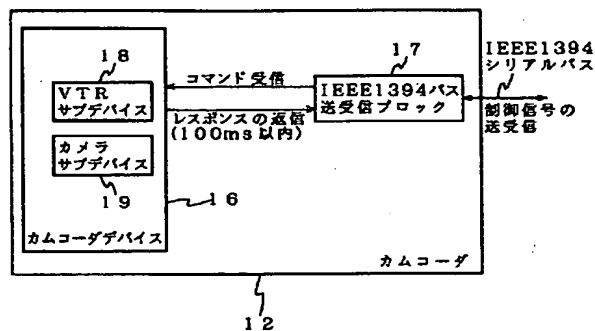 18
VTR
サブデバイス
カメラ
サブデバイス
19
16
カムコーダデバイス
コマンド受信
レスポンスの返信
(100ms以内)
17
IEEE1394バス
送受信ブロック
IEEE1394
シリアルバス
制御信号の
送受信
カムコーダ
12